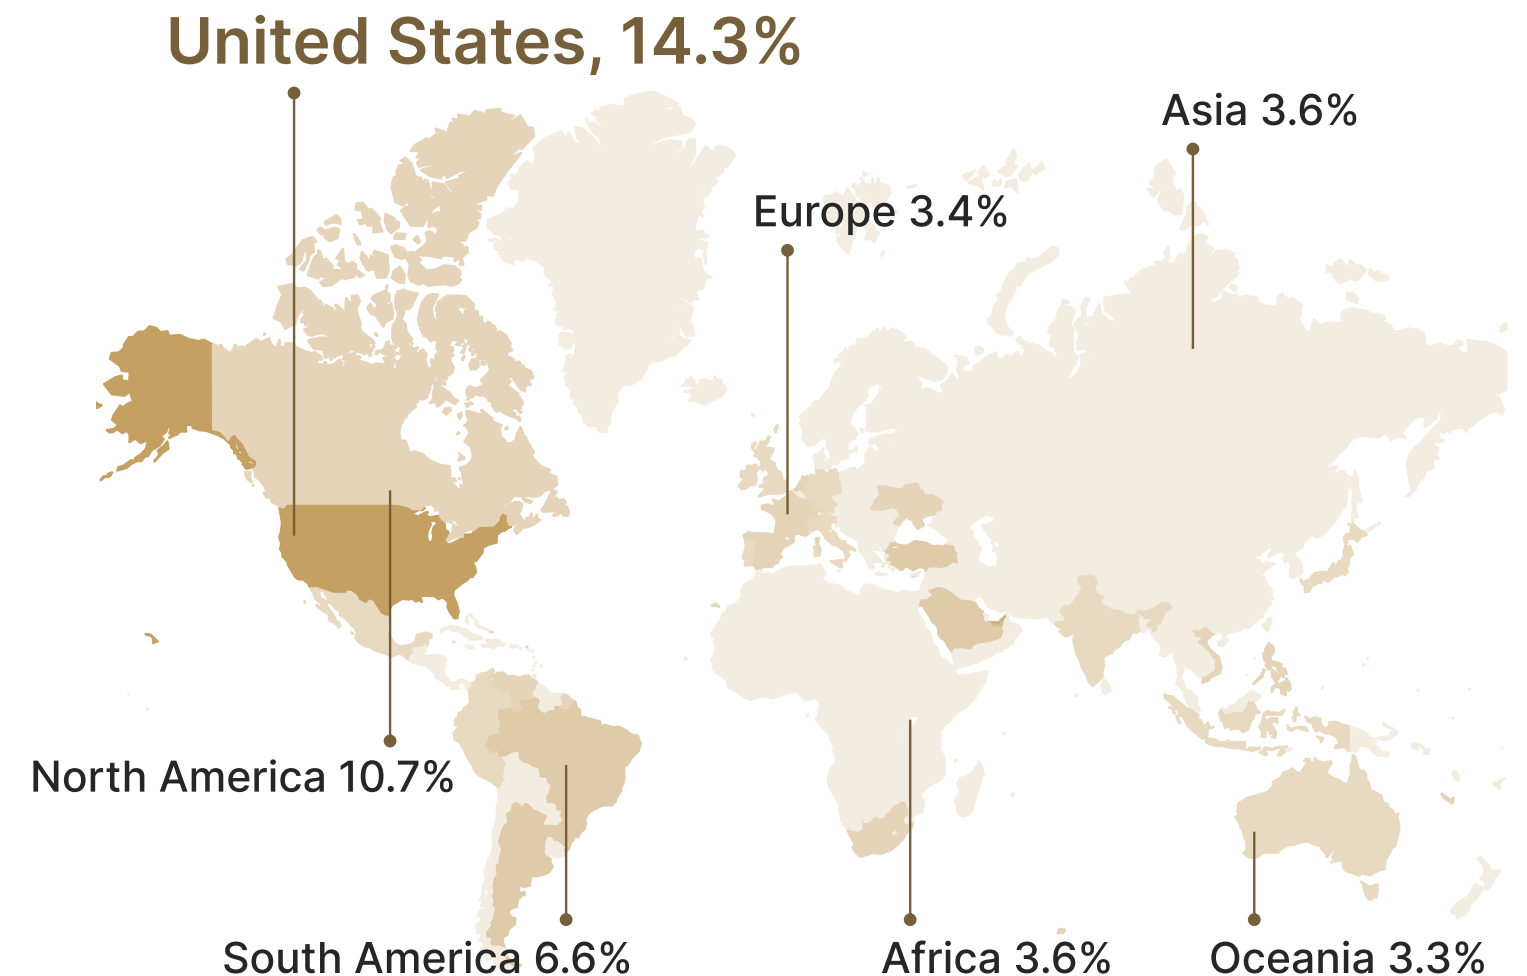 United States, 14.3%
Asia 3.6%
Europe 3.4%
North America 10.7%
South America 6.6%
Africa 3.6%
Oceania 3.3%